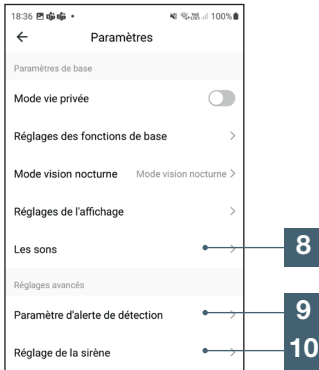 18:36 100%
Paramètres
Paramètres de base
Mode vie privée
Réglages des fonctions de base
Mode vision nocturne Mode vision nocturne
Réglages de l'affichage
Les sons 8
Réglages avancés
Paramètre d'alerte de détection 9
Réglage de la sirène 10